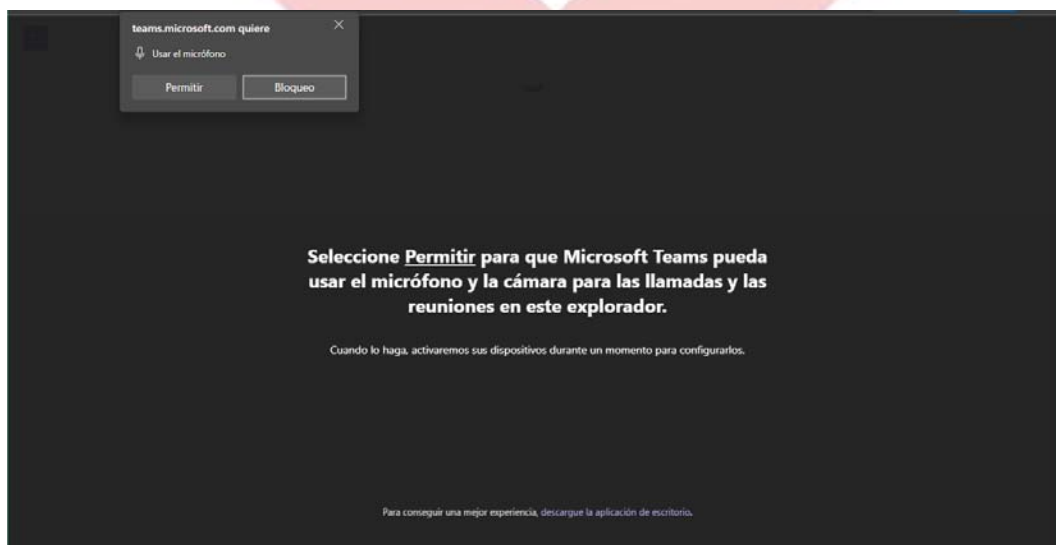 teams.microsoft.com quiere
Usar el micrófono
Permitir
Bloqueo
Seleccione Permitir para que Microsoft Teams pueda
usar el micrófono y la cámara para las llamadas y las
reuniones en este explorador.
Cuando lo haga, activaremos sus dispositivos durante un momento para configurarlos.
Para conseguir una mejor experiencia, descargue la aplicación de escritorio.